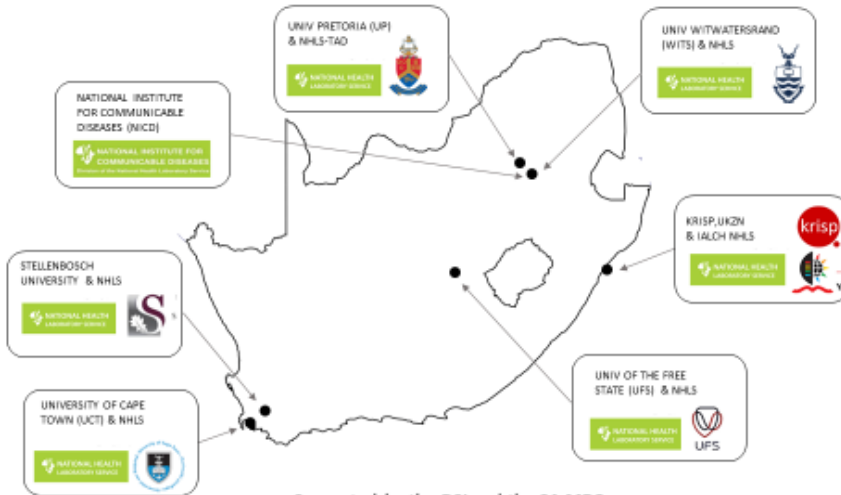 UNIV PRETORIA (UP)
& NHLS-TAD
NATIONAL HEALTH
LABORATORY SERVICE
UNIV WITWATERSRAND
(WITS) & NHLS
NATIONAL HEALTH
LABORATORY SERVICE
NATIONAL INSTITUTE
FOR COMMUNICABLE
DISEASES (NICD)
NATIONAL INSTITUTE FOR
COMMUNICABLE DISEASES
Division of the National Health Laboratory Service
KRISP,UKZN
& IALCH NHLS
krisp
NATIONAL HEALTH
LABORATORY SERVICE
Y
STELLENBOSCH
UNIVERSITY & NHLS
NATIONAL HEALTH
LABORATORY SERVICE
S
UNIV OF THE FREE
STATE (UFS) & NHLS
NATIONAL HEALTH
LABORATORY SERVICE
UFS
UNIVERSITY OF CAPE
TOWN (UCT) & NHLS
NATIONAL HEALTH
LABORATORY SERVICE